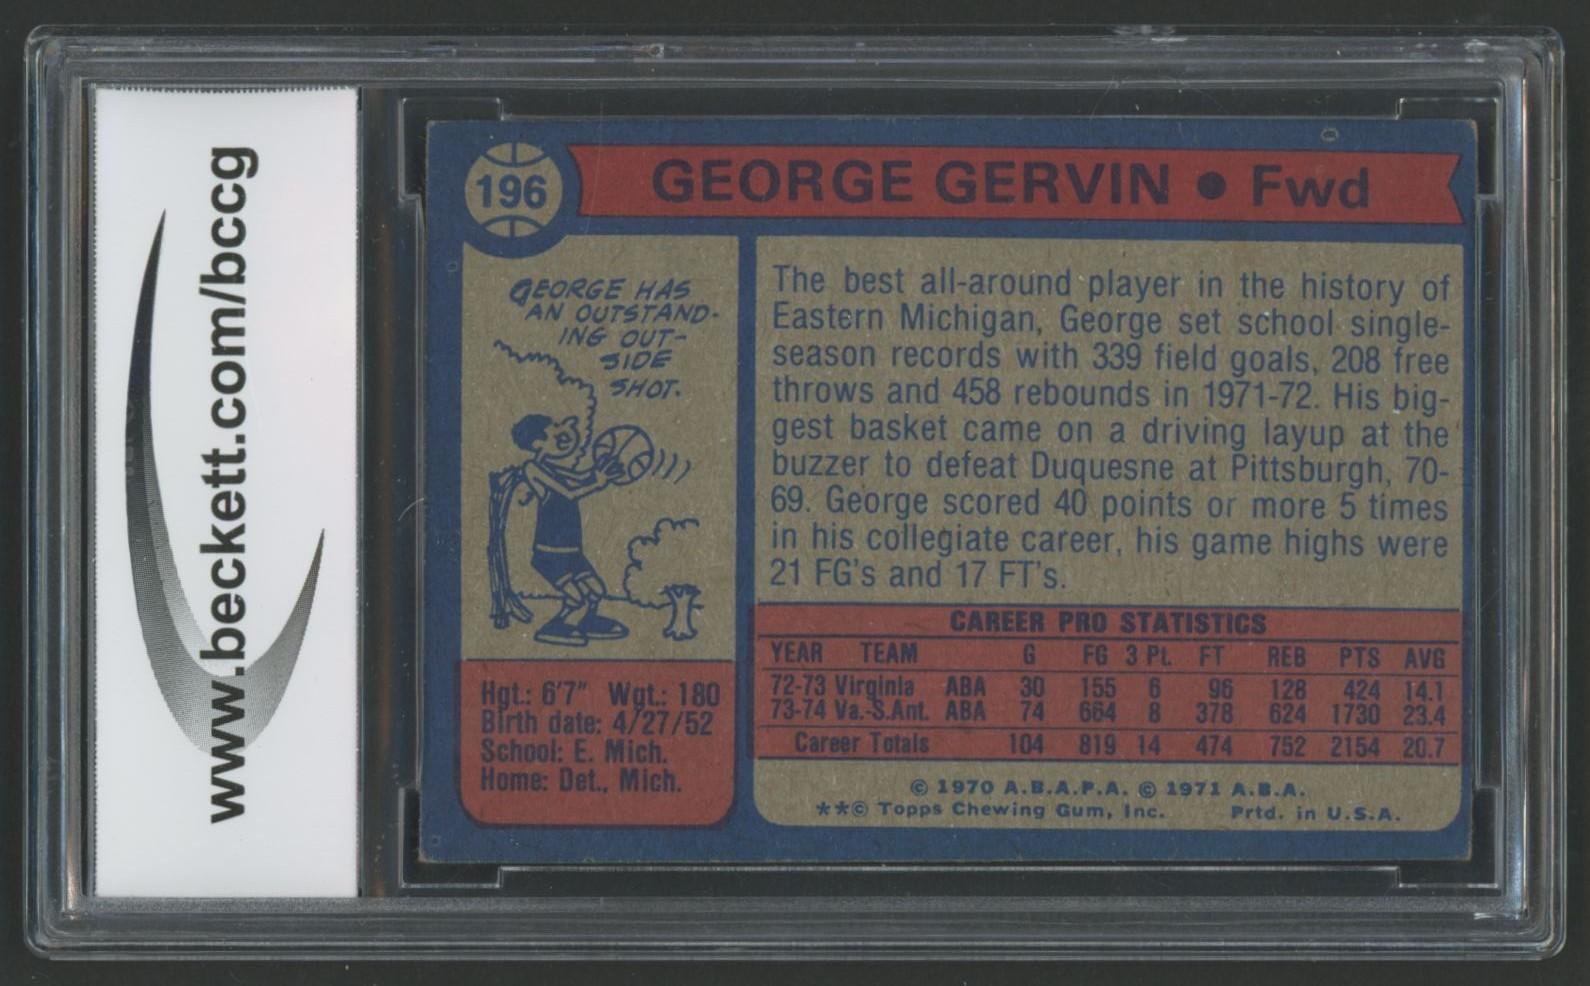 www.beckett.com/bccg
196
GEORGE GERVIN • Fwd
GEORGE HAS
AN OUTSTAND-
ING OUT-
SIDE
SHOT.
The best all-around player in the history of
Eastern Michigan, George set school single-
season records with 339 field goals, 208 free
throws and 458 rebounds in 1971-72. His big-
gest basket came on a driving layup at the
buzzer to defeat Duquesne at Pittsburgh, 70-
69. George scored 40 points or more 5 times
in his collegiate career, his game highs were
21 FG's and 17 FT's.
Hgt.: 6'7" Wgt.: 180
Birth date: 4/27/52
School: E. Mich.
Home: Det., Mich.
CAREER PRO STATISTICS
YEAR TEAM G FG 3 Pt. FT REB PTS AVG
72-73 Virginia ABA 30 155 6 96 128 424 14.1
73-74 Va.-S.Ant. ABA 74 664 8 378 624 1730 23.4
Career Totals 104 819 14 474 752 2154 20.7
© 1970 A.B.A.P.A. © 1971 A.B.A.
**© Topps Chewing Gum, Inc. Prtd. in U.S.A.